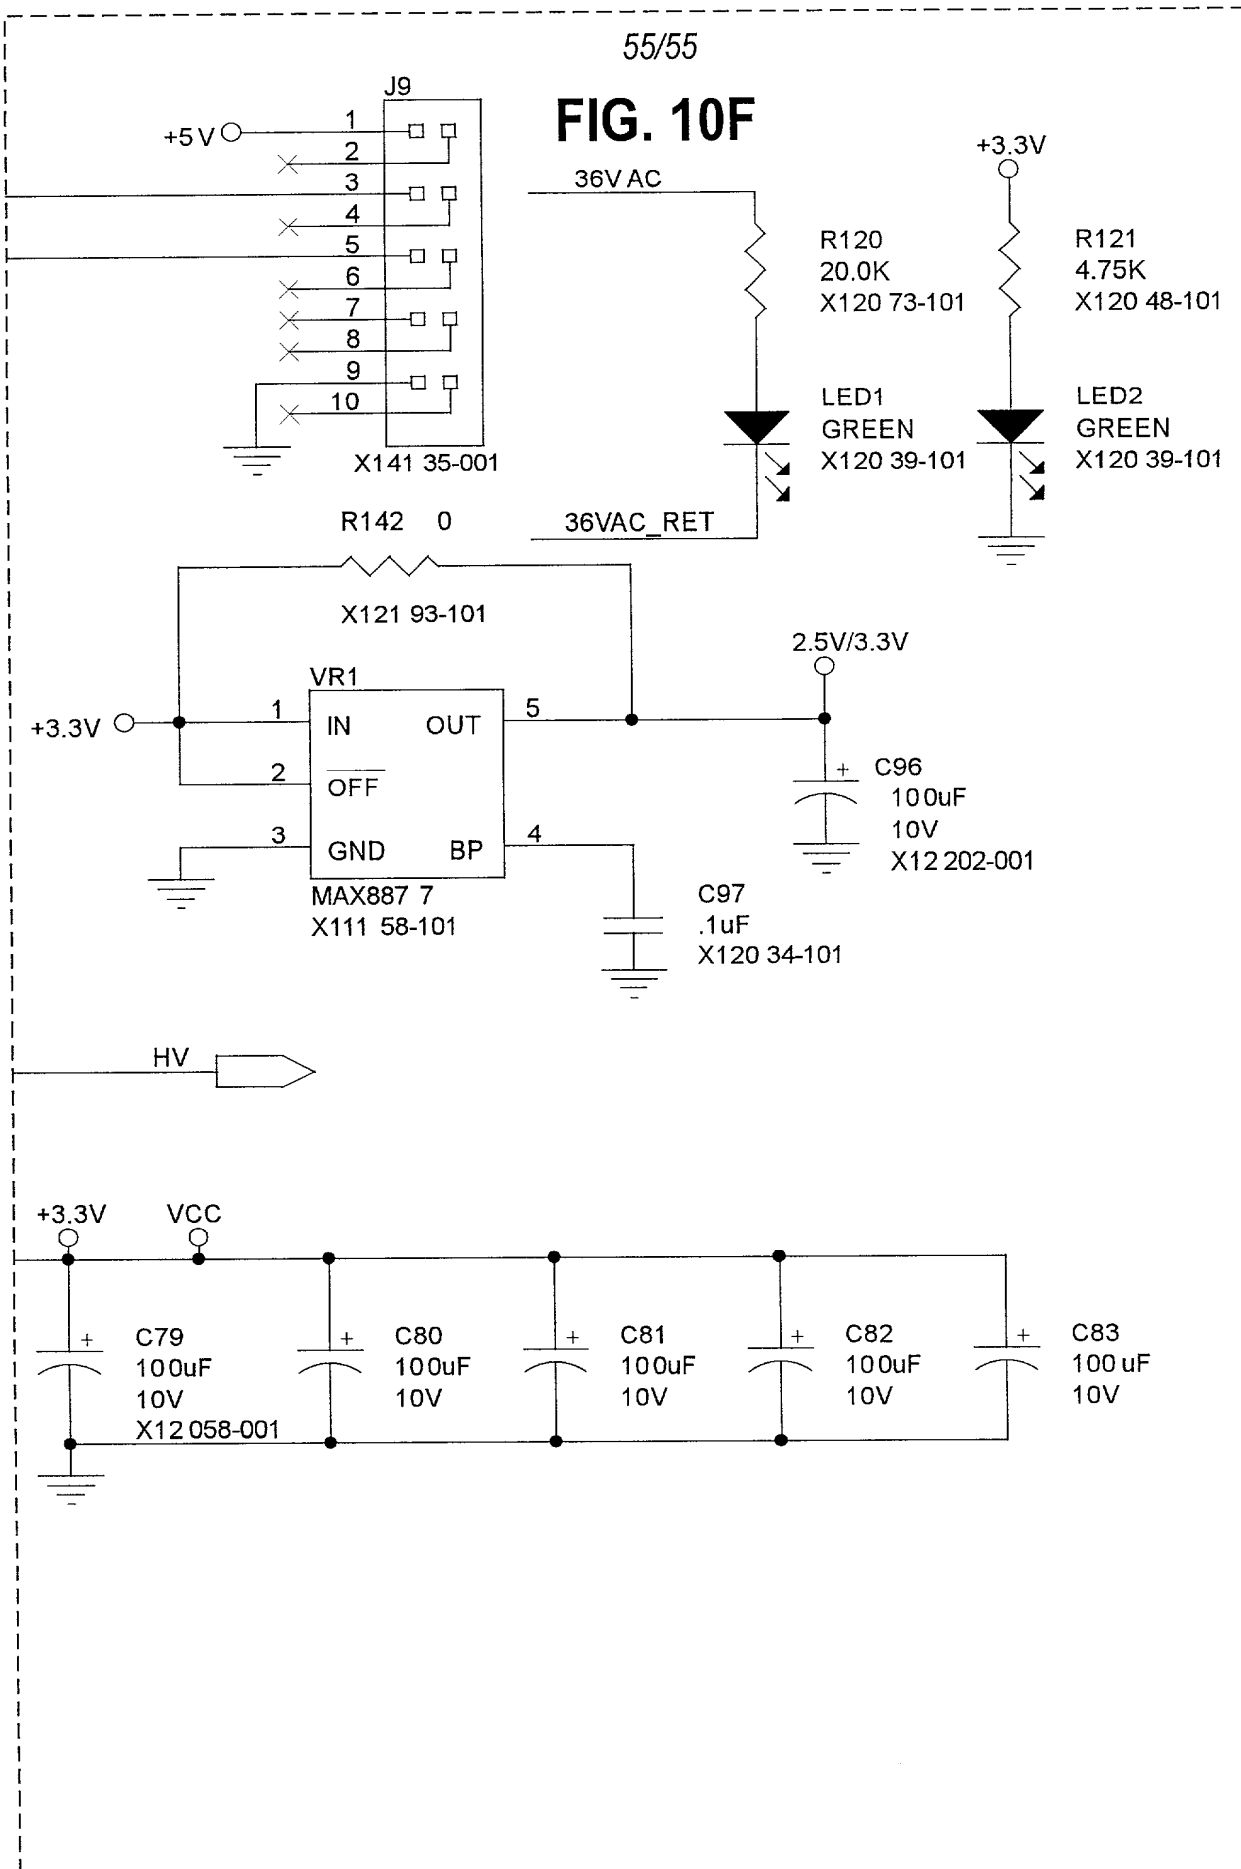 55/55
FIG. 10F
J9
+5V
1
2
3
4
5
6
7
8
9
10
X141 35-001
36VAC
R120
20.0K
X120 73-101
LED1
GREEN
X120 39-101
36VAC_RET
+3.3V
R121
4.75K
X120 48-101
LED2
GREEN
X120 39-101
R142 0
X121 93-101
VR1
+3.3V
1 IN OUT 5
2 OFF
3 GND BP 4
MAX887 7
X111 58-101
2.5V/3.3V
+ C96
100uF
10V
X12 202-001
C97
.1uF
X120 34-101
HV
+3.3V VCC
+ C79
100uF
10V
X12 058-001
+ C80
100uF
10V
+ C81
100uF
10V
+ C82
100uF
10V
+ C83
100 uF
10V